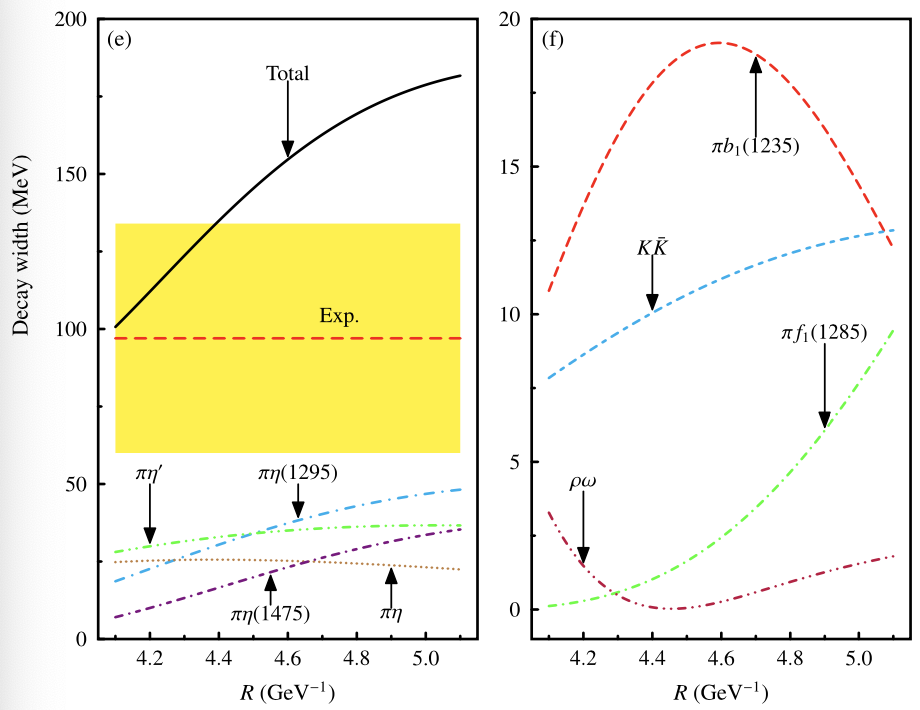 (e)
Total
Exp.
πη′
πη(1295)
πη(1475)
πη
200
150
100
50
0
4.2 4.4 4.6 4.8 5.0
R (GeV⁻¹)
Decay width (MeV)
(f)
πb₁(1235)
KK̄
πf₁(1285)
ρω
20
15
10
5
0
4.2 4.4 4.6 4.8 5.0
R (GeV⁻¹)